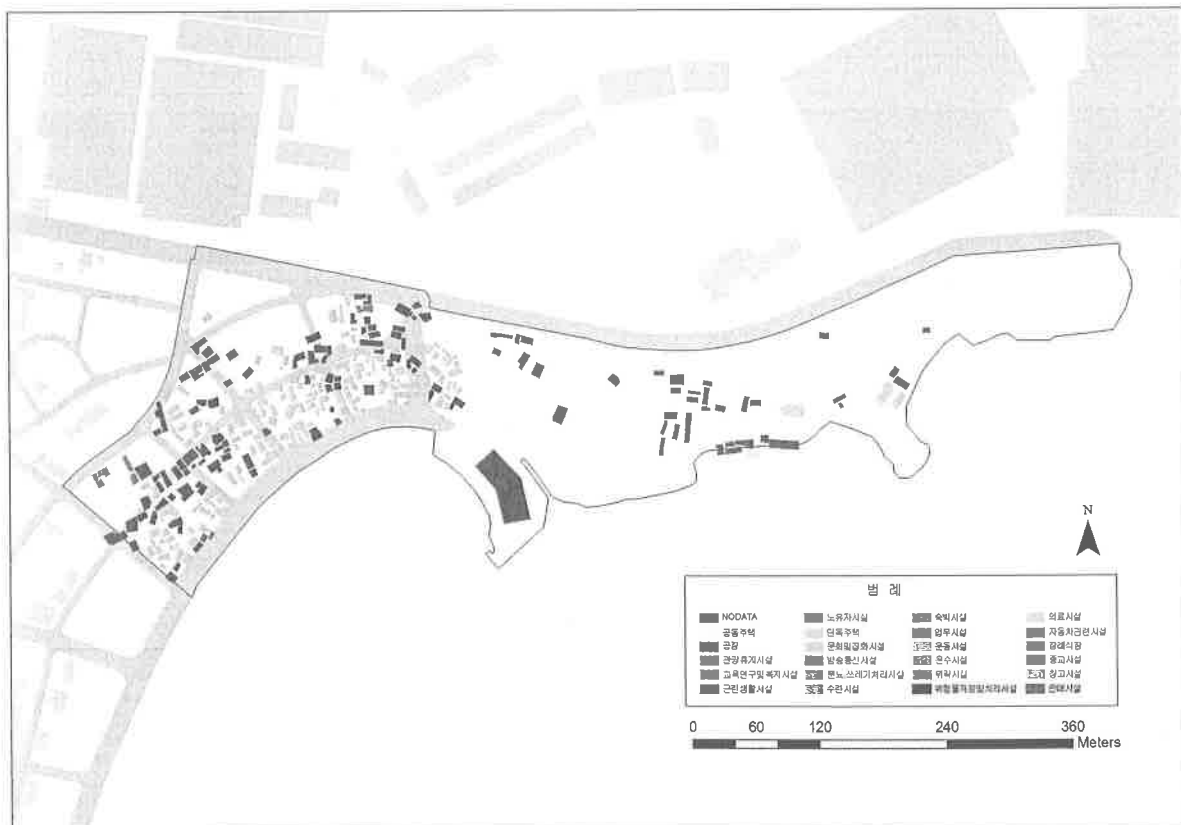 N
범 례
NODATA
노유자시설
숙박시설
의료시설
공동주택
단독주택
업무시설
자동차관련시설
공장
문화및집회시설
운동시설
장례식장
관광휴게시설
방송통신시설
운수시설
종교시설
교육연구및복지시설
분뇨.쓰레기처리시설
위락시설
창고시설
근린생활시설
수련시설
위험물저장및처리시설
판매시설
0 60 120 240 360
Meters